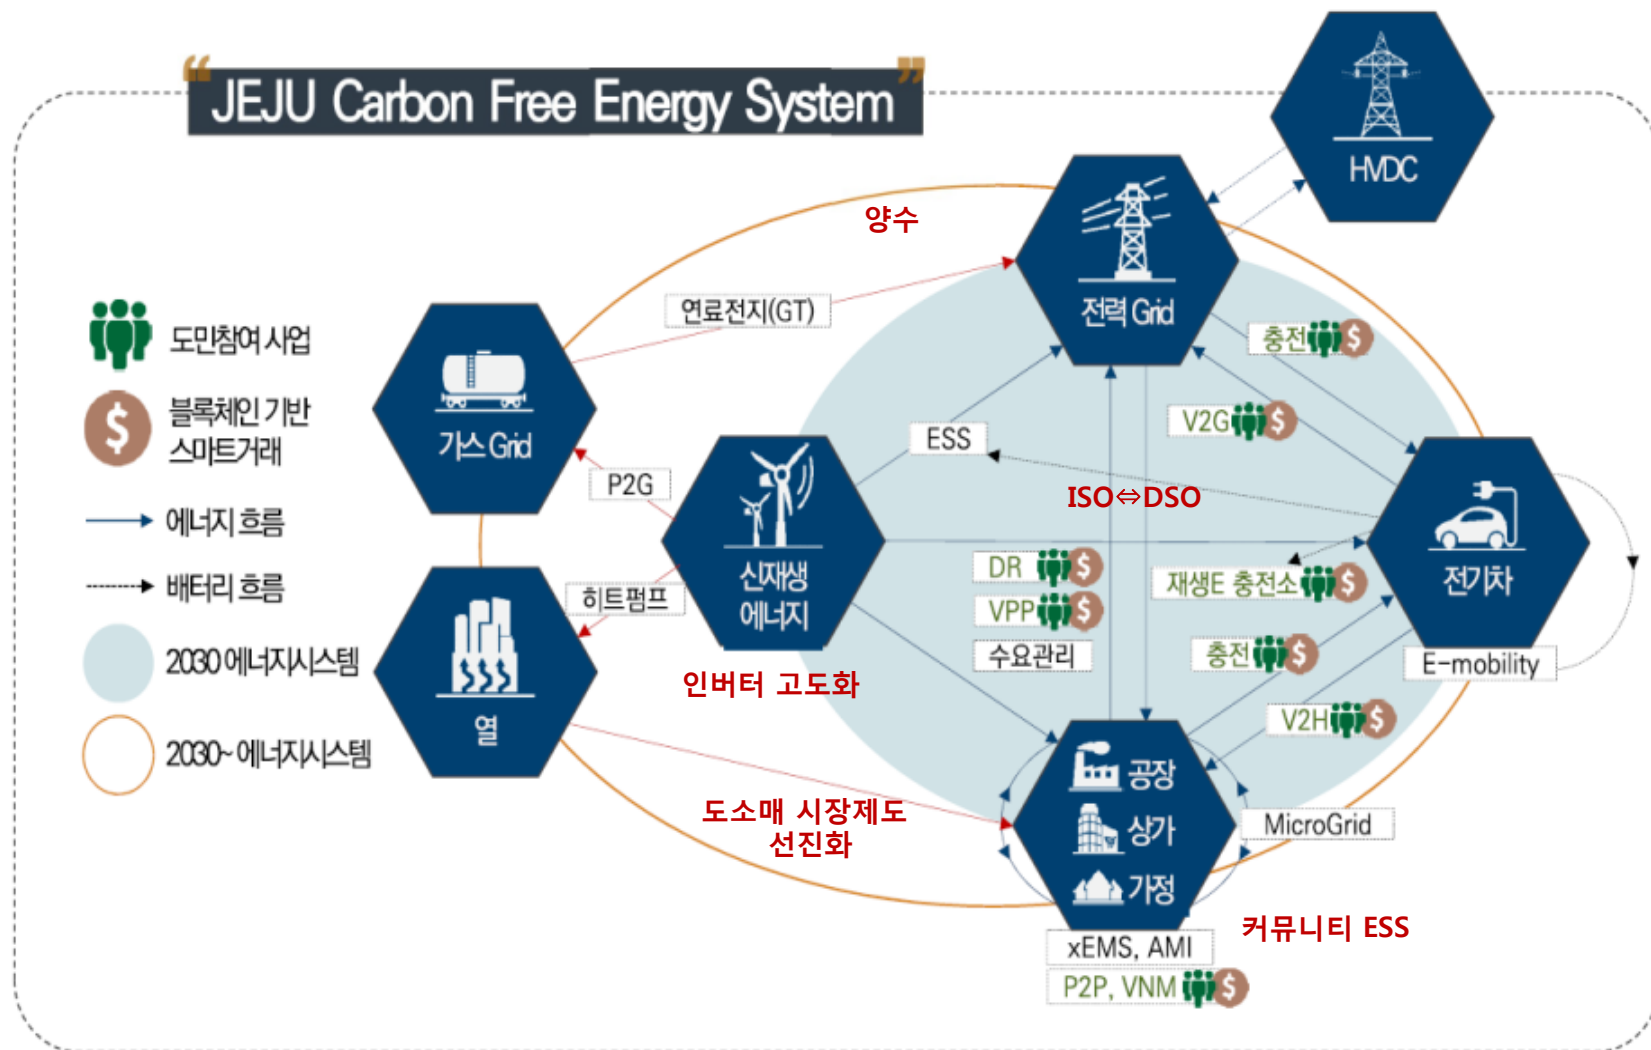 “ JEJU Carbon Free Energy System ”
HVDC
양수
전력 Grid
연료전지(GT)
도민참여 사업
블록체인 기반
스마트거래
에너지 흐름
배터리 흐름
2030 에너지시스템
2030~ 에너지시스템
가스 Grid
충전 $
V2G $
ESS
P2G
ISO⇔DSO
신재생
에너지
전기차
DR $
VPP $
수요관리
재생E 충전소 $
히트펌프
열
인버터 고도화
충전 $
E-mobility
V2H $
도소매 시장제도
선진화
공장
상가
가정
MicroGrid
커뮤니티 ESS
xEMS, AMI
P2P, VNM $